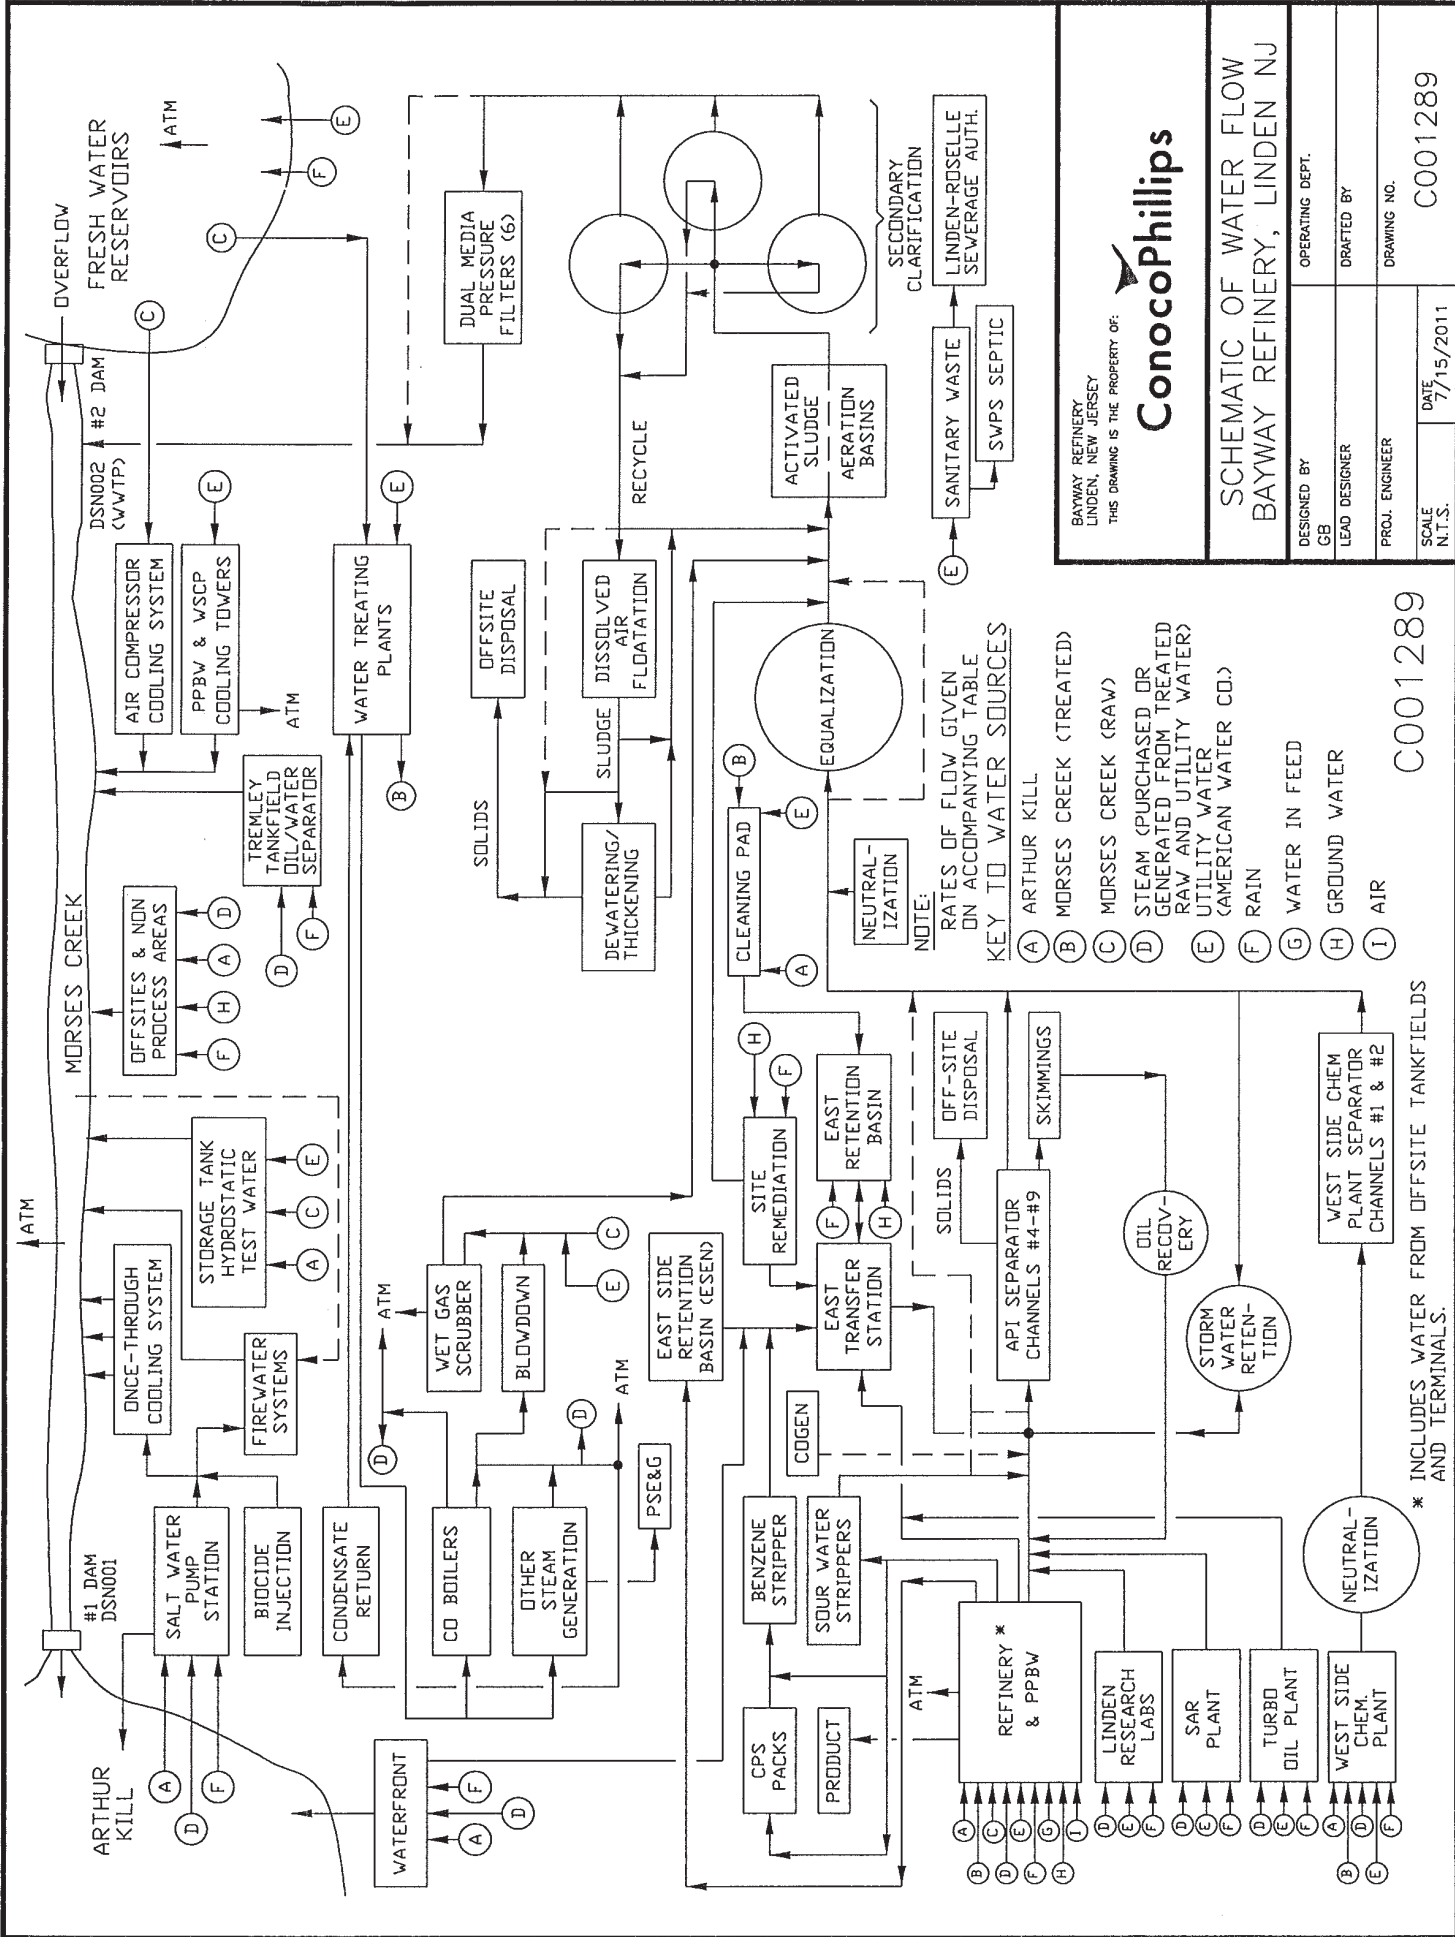 ARTHUR
KILL
#1 DAM
DSN001
MORSES CREEK
ATM
DSN002
(WWTP)
#2 DAM
OVERFLOW
FRESH WATER
RESERVOIRS
ATM
A
D
F
SALT WATER
PUMP
STATION
BIOCIDE
INJECTION
ONCE-THROUGH
COOLING SYSTEM
FIREWATER
SYSTEMS
STORAGE TANK
HYDROSTATIC
TEST WATER
A
C
E
OFFSITES & NON
PROCESS AREAS
F
H
A
D
TREMLEY
TANKFIELD
OIL/WATER
SEPARATOR
D
F
AIR COMPRESSOR
COOLING SYSTEM
C
PPBW & WSCP
COOLING TOWERS
E
ATM
C
F
E
WATERFRONT
A
D
F
CONDENSATE
RETURN
WATER TREATING
PLANTS
E
B
CO BOILERS
OTHER
STEAM
GENERATION
PSE&G
D
ATM
D
ATM
WET GAS
SCRUBBER
BLOWDOWN
E
C
SOLIDS
OFFSITE
DISPOSAL
DEWATERING/
THICKENING
SLUDGE
DISSOLVED
AIR
FLOATATION
RECYCLE
DUAL MEDIA
PRESSURE
FILTERS (6)
SECONDARY
CLARIFICATION
EAST SIDE
RETENTION
BASIN (ESEN)
CPS
PACKS
BENZENE
STRIPPER
PRODUCT
SOUR WATER
STRIPPERS
COGEN
EAST
TRANSFER
STATION
SITE
REMEDIATION
H
F
EAST
RETENTION
BASIN
F
H
CLEANING PAD
A
E
B
NEUTRAL-
IZATION
EQUALIZATION
ACTIVATED
SLUDGE
AERATION
BASINS
E
SANITARY WASTE
LINDEN-ROSELLE
SEWERAGE AUTH.
SWPS SEPTIC
ATM
REFINERY *
& PPBW
A
B
C
D
E
F
G
H
I
API SEPARATOR
CHANNELS #4-#9
SOLIDS
OFF-SITE
DISPOSAL
SKIMMINGS
OIL
RECOV-
ERY
STORM
WATER
RETEN-
TION
LINDEN
RESEARCH
LABS
D
E
F
SAR
PLANT
D
E
F
TURBO
OIL PLANT
D
E
F
WEST SIDE
CHEM.
PLANT
A
B
D
E
F
NEUTRAL-
IZATION
WEST SIDE CHEM
PLANT SEPARATOR
CHANNELS #1 & #2
* INCLUDES WATER FROM OFFSITE TANKFIELDS
AND TERMINALS.
NOTE:
RATES OF FLOW GIVEN
ON ACCOMPANYING TABLE
KEY TO WATER SOURCES
A ARTHUR KILL
B MORSES CREEK (TREATED)
C MORSES CREEK (RAW)
D STEAM (PURCHASED OR
GENERATED FROM TREATED
RAW AND UTILITY WATER)
E UTILITY WATER
(AMERICAN WATER CO.)
F RAIN
G WATER IN FEED
H GROUND WATER
I AIR
C001289
BAYWAY REFINERY
LINDEN, NEW JERSEY
THIS DRAWING IS THE PROPERTY OF:
ConocoPhillips
SCHEMATIC OF WATER FLOW
BAYWAY REFINERY, LINDEN NJ
DESIGNED BY
GB
OPERATING DEPT.
LEAD DESIGNER
DRAFTED BY
PROJ. ENGINEER
DRAWING NO.
SCALE
N.T.S.
DATE
7/15/2011
C001289